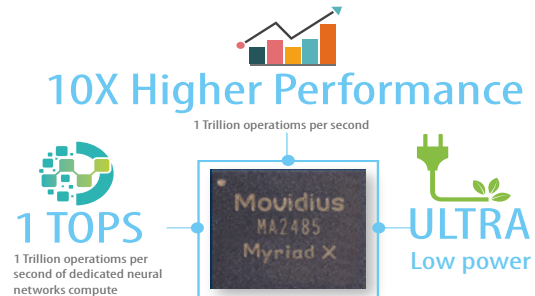 10X Higher Performance
1 Trillion operatioms per second
1 TOPS
1 Trillion operatioms per
second of dedicated neural
networks compute
Movidius
MA2485
Myriad X
ULTRA
Low power